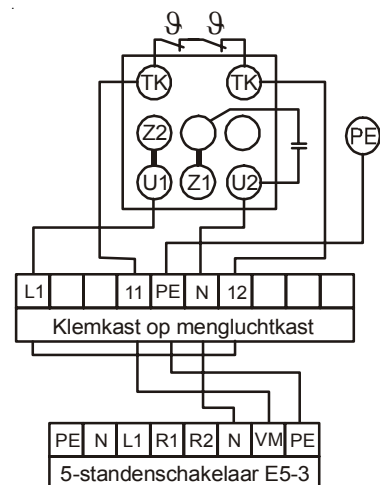 ϑ ϑ
TK TK
Z2
PE
U1 Z1 U2
L1 11 PE N 12
Klemkast op mengluchtkast
PE N L1 R1 R2 N VM PE
5-standenschakelaar E5-3